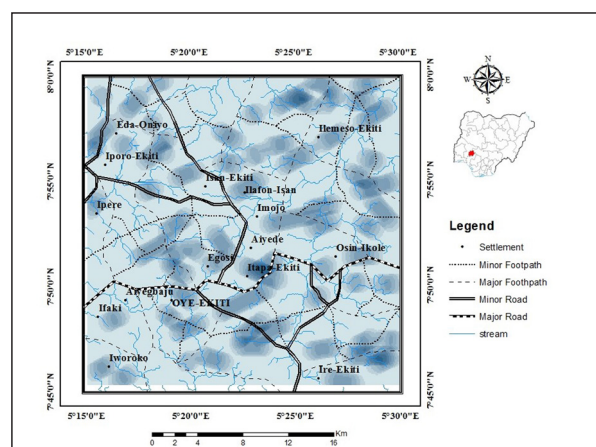 5°15'0"E 5°20'0"E 5°25'0"E 5°30'0"E
8°0'0"N 8°0'0"N
N
W E
S
Eda-Oniyo
Ilemeso-Ekiti
Iporo-Ekiti
7°55'0"N 7°55'0"N
Isan-Ekiti
Ilafon-Isan
Ipere
Imojo
Aiyede
Osin-Ikole
Egosi
Itapa-Ekiti
7°50'0"N 7°50'0"N
Aiyegbaju
OYE-EKITI
Ifaki
Iworoko
Ire-Ekiti
7°45'0"N 7°45'0"N
5°15'0"E 5°20'0"E 5°25'0"E 5°30'0"E
Km
0 2 4 8 12 16
Legend
Settlement
Minor Footpath
Major Fothpath
Minor Road
Major Road
stream